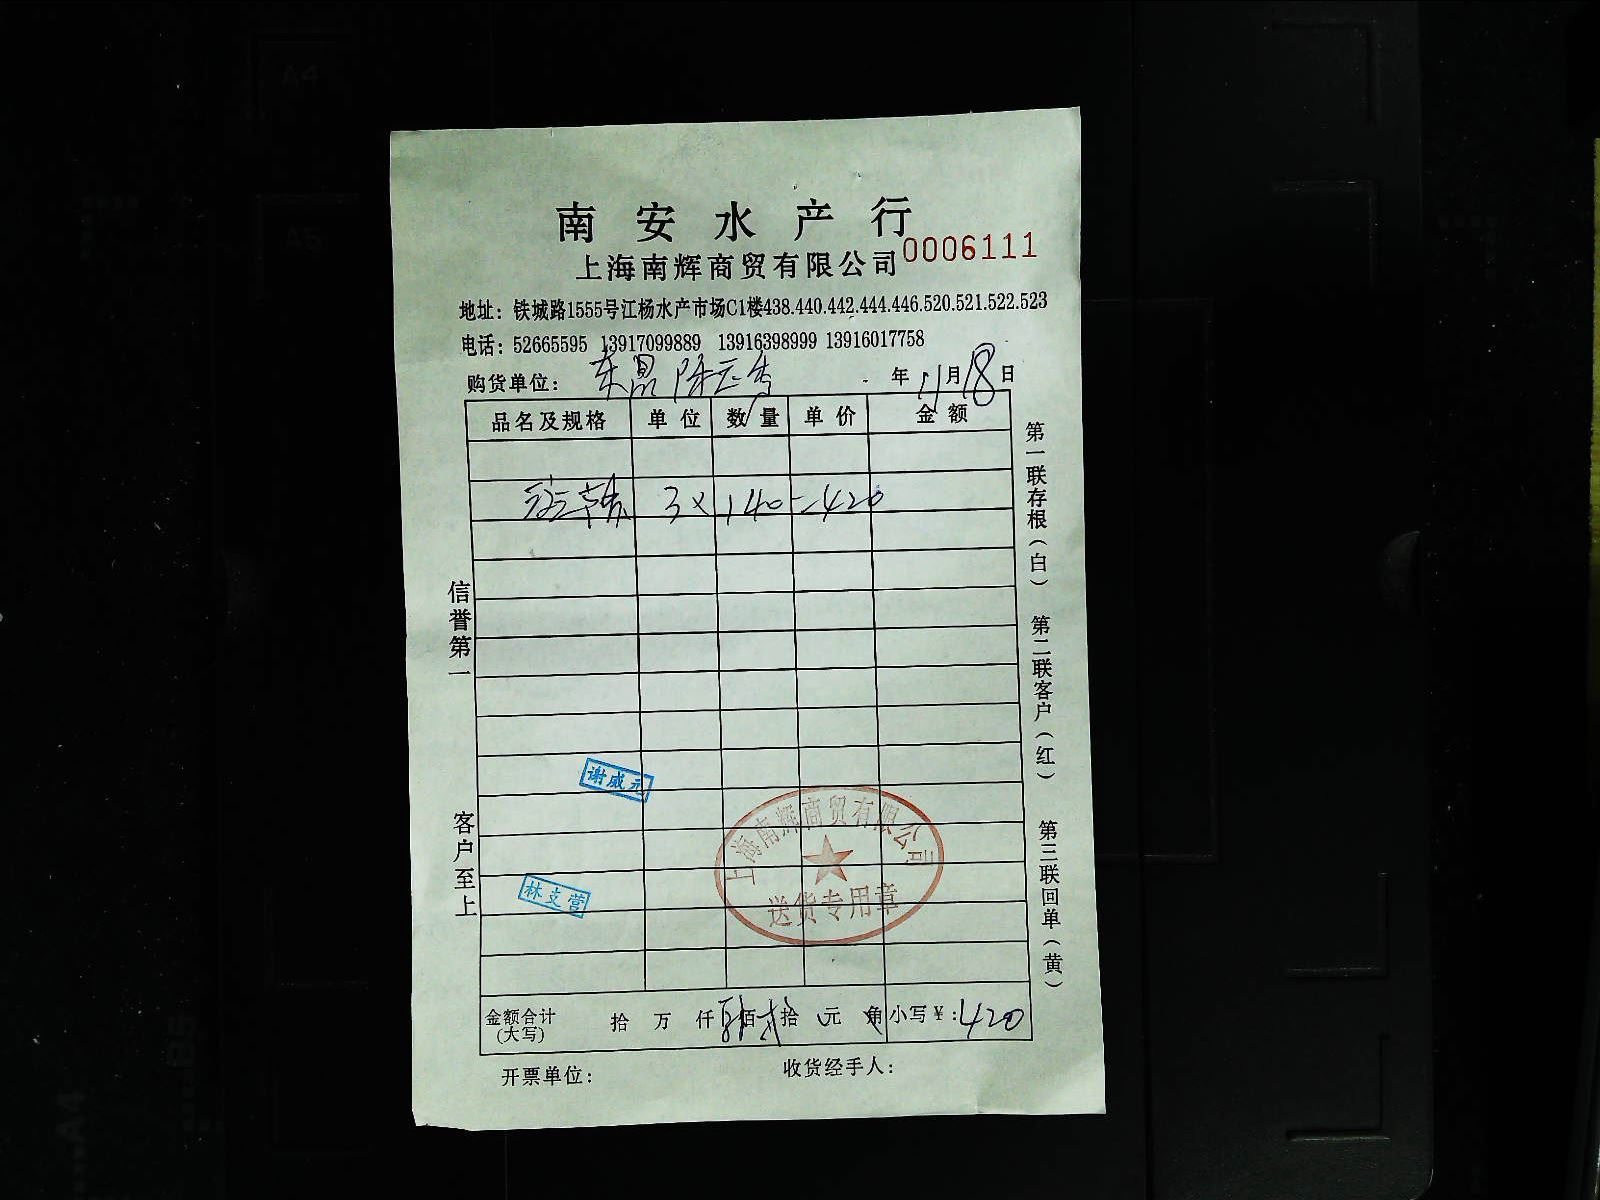 南安水产行
上海南辉商贸有限公司 0006111
地址：铁城路1555号江杨水产市场C1楼438.440.442.444.446.520.521.522.523
电话：52665595 13917099889 13916398999 13916017758
购货单位： 年 11月18日
品名及规格 单位 数量 单价 金额
3 × 140 = 420
信誉第一
客户至上
第一联存根（白）
第二联客户（红）
第三联回单（黄）
谢成元
上海南辉商贸有限公司
送货专用章
林支营
金额合计 拾 万 仟 肆佰贰拾 元 角 小写￥：420
（大写）
开票单位： 收货经手人：